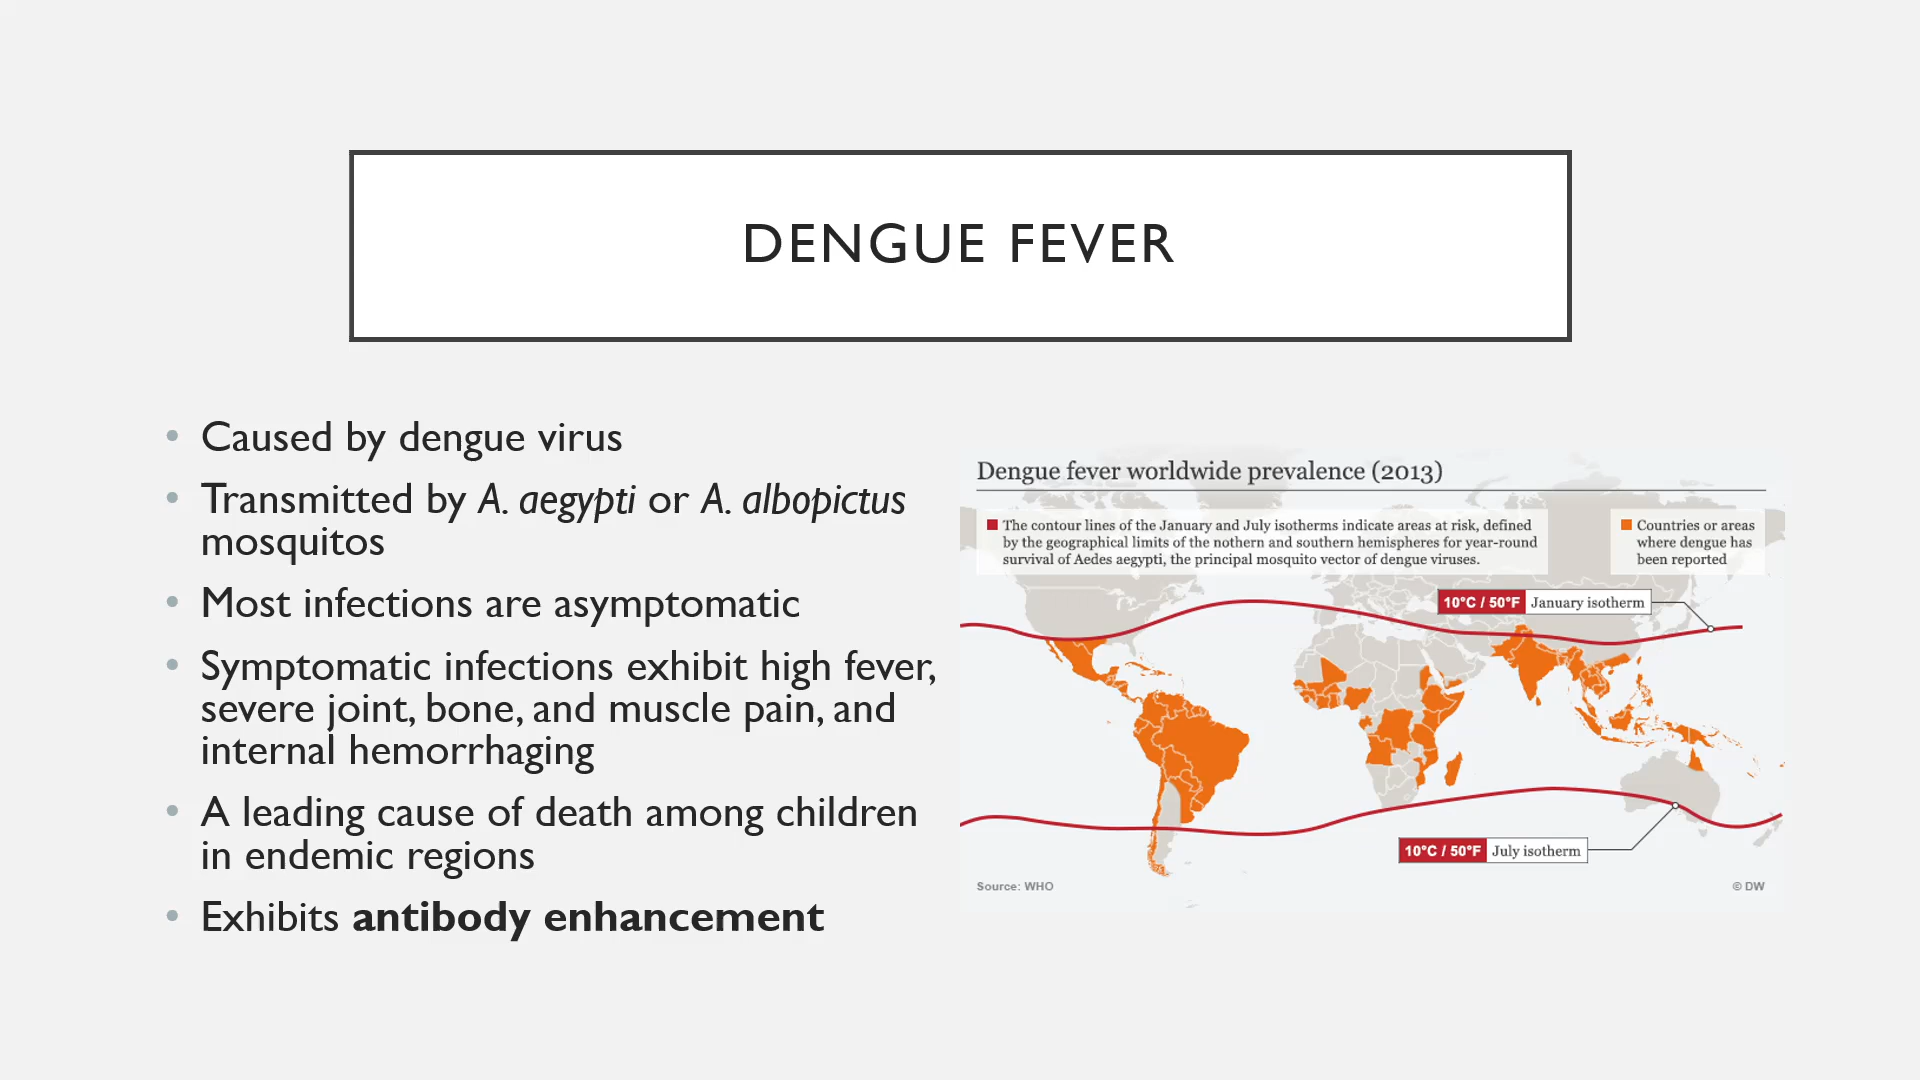 DENGUE FEVER
• Caused by dengue virus
• Transmitted by A. aegypti or A. albopictus
mosquitos
• Most infections are asymptomatic
• Symptomatic infections exhibit high fever,
severe joint, bone, and muscle pain, and
internal hemorrhaging
• A leading cause of death among children
in endemic regions
• Exhibits antibody enhancement
Dengue fever worldwide prevalence (2013)
The contour lines of the January and July isotherms indicate areas at risk, defined
by the geographical limits of the nothern and southern hemispheres for year-round
survival of Aedes aegypti, the principal mosquito vector of dengue viruses.
Countries or areas
where dengue has
been reported
10°C / 50°F January isotherm
10°C / 50°F July isotherm
Source: WHO
© DW